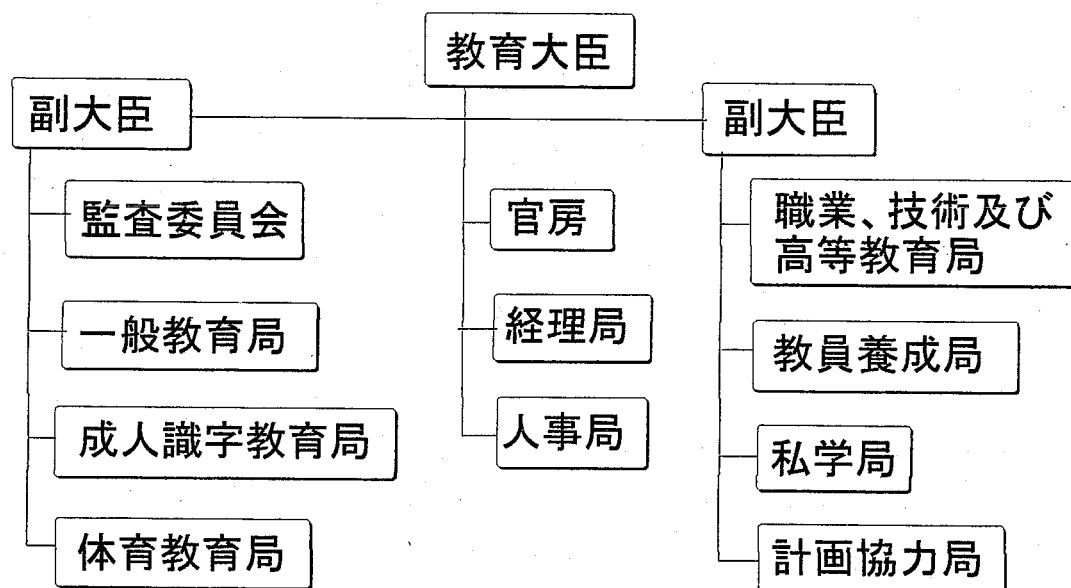 教育大臣
副大臣
副大臣
監査委員会
一般教育局
成人識字教育局
体育教育局
官房
経理局
人事局
職業、技術及び
高等教育局
教員養成局
私学局
計画協力局